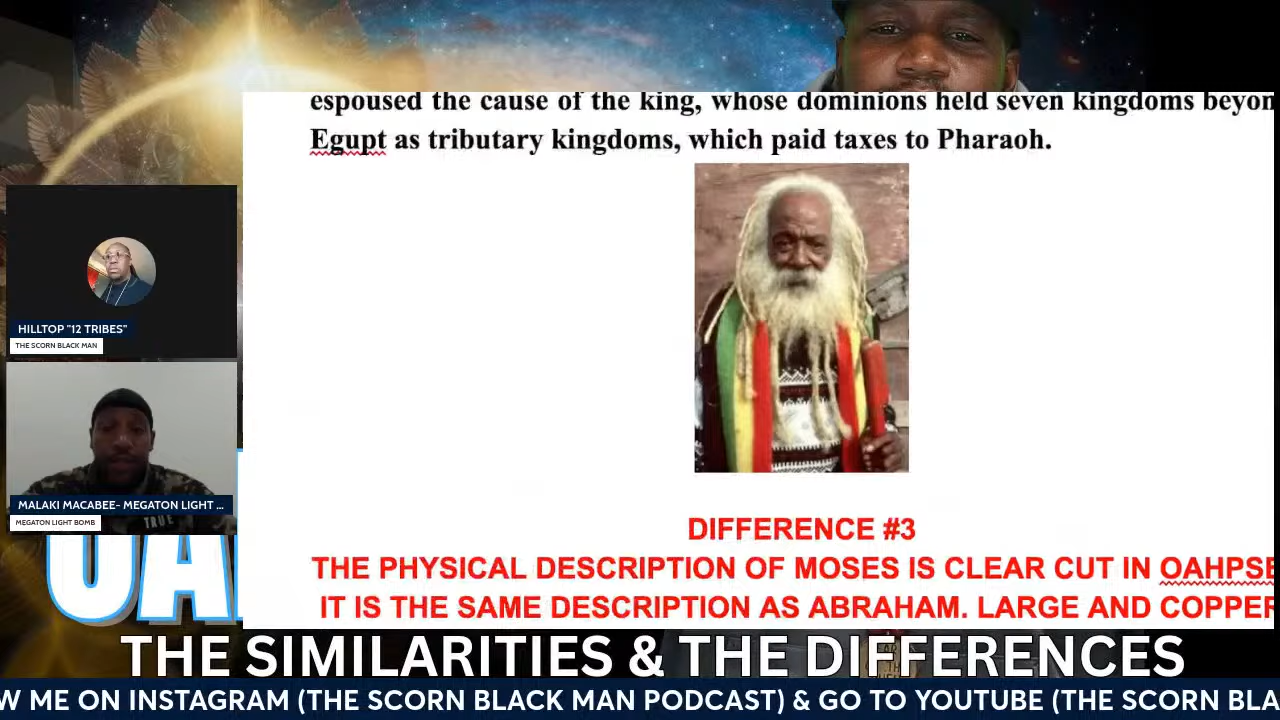 espoused the cause of the king, whose dominions held seven kingdoms beyon
Egupt as tributary kingdoms, which paid taxes to Pharaoh.
HILLTOP "12 TRIBES"
THE SCORN BLACK MAN
MALAKI MACABEE- MEGATON LIGHT ...
TRUE
MEGATON LIGHT BOMB
DIFFERENCE #3
THE PHYSICAL DESCRIPTION OF MOSES IS CLEAR CUT IN OAHPSE
IT IS THE SAME DESCRIPTION AS ABRAHAM. LARGE AND COPPER
OA
THE SIMILARITIES & THE DIFFERENCES
W ME ON INSTAGRAM (THE SCORN BLACK MAN PODCAST) & GO TO YOUTUBE (THE SCORN BLA